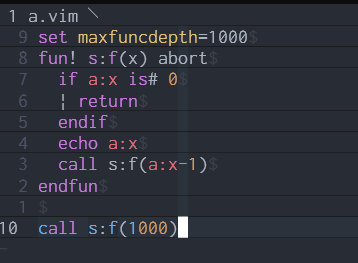 1 a.vim ╲
9 set maxfuncdepth=1000$
8 fun! s:f(x) abort$
7   if a:x is# 0$
6   ¦ return$
5   endif$
4   echo a:x$
3   call s:f(a:x-1)$
2 endfun$
1 $
10 call s:f(1000)
~